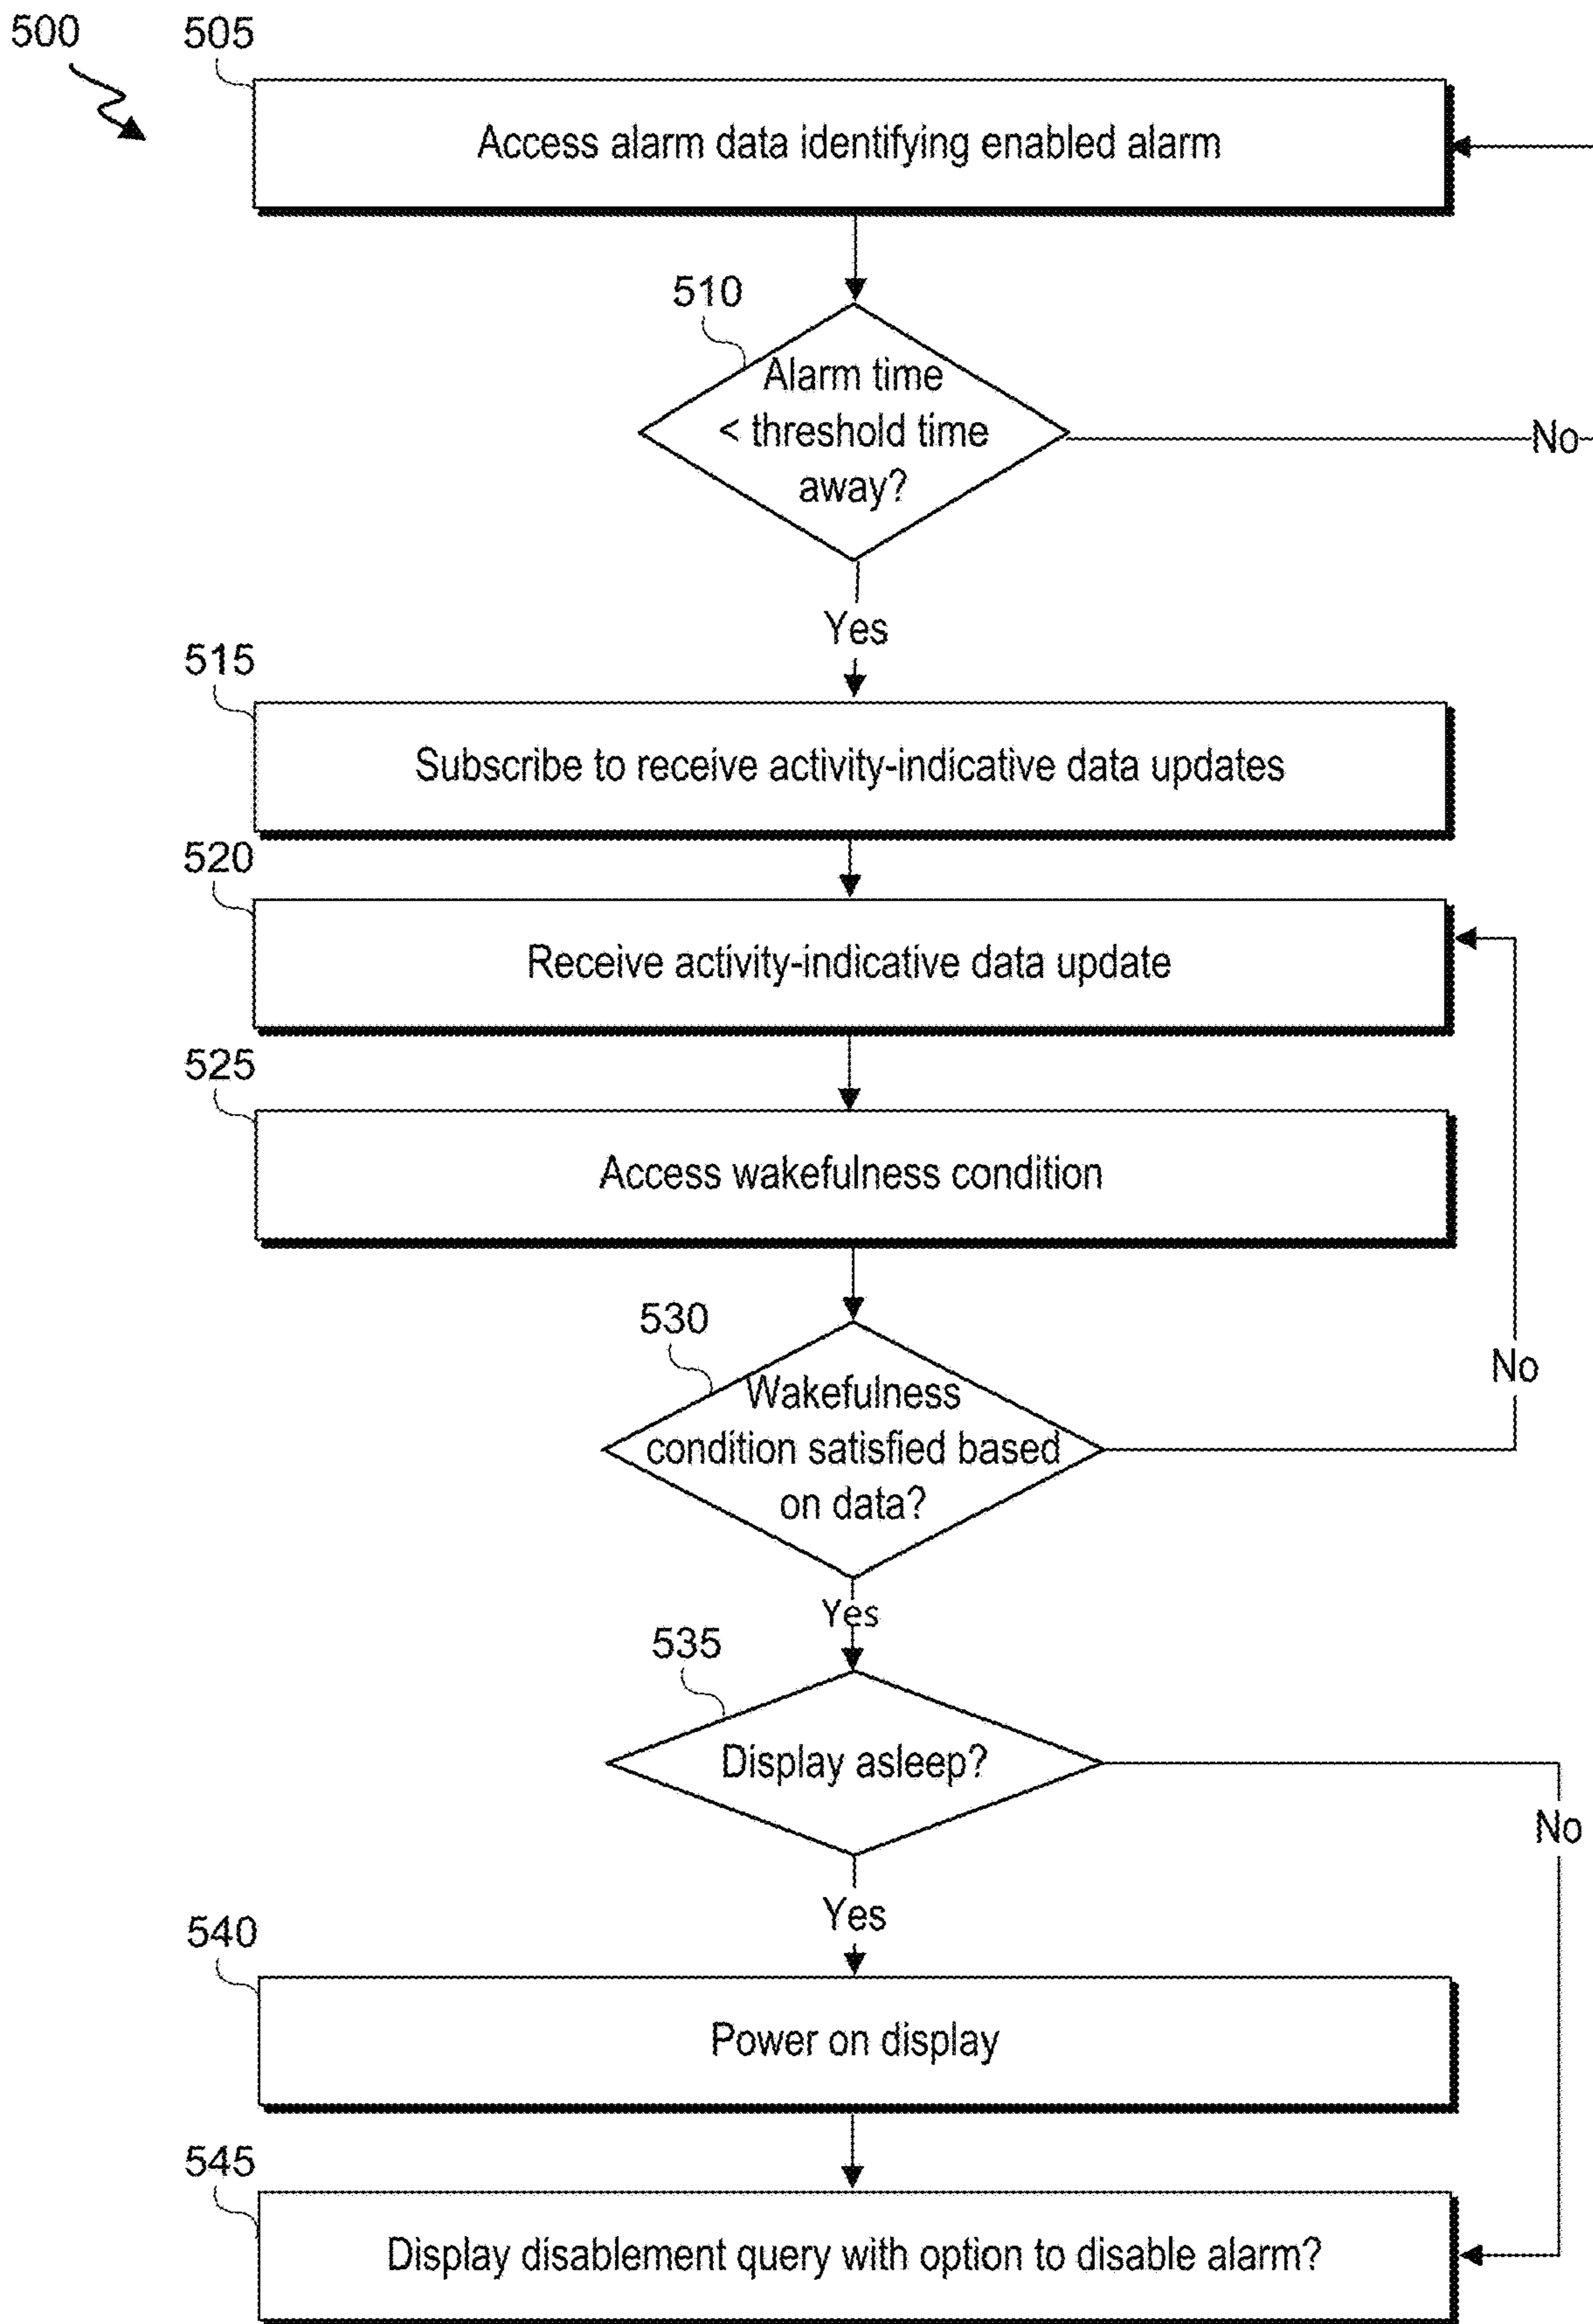 500
505
Access alarm data identifying enabled alarm
510
Alarm time
< threshold time
away?
No
Yes
515
Subscribe to receive activity-indicative data updates
520
Receive activity-indicative data update
525
Access wakefulness condition
530
Wakefulness
condition satisfied based
on data?
No
Yes
535
Display asleep?
No
Yes
540
Power on display
545
Display disablement query with option to disable alarm?